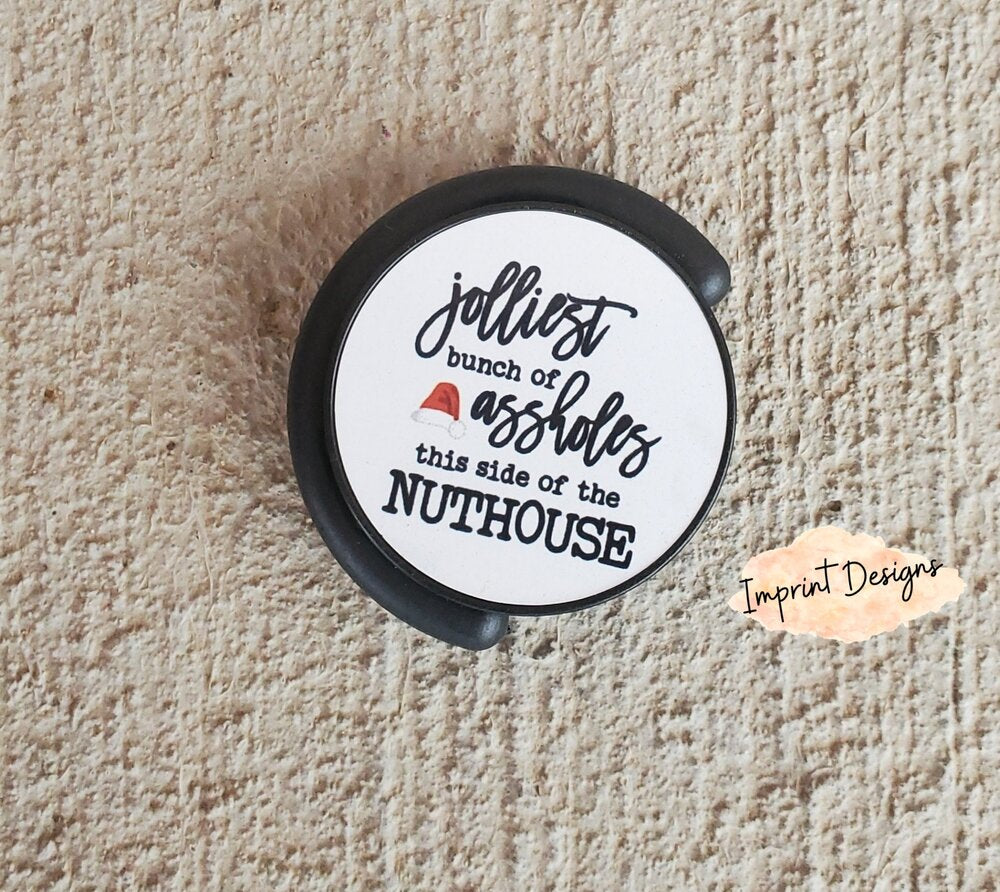 jolliest
bunch of
assholes
this side of the
NUTHOUSE
Imprint Designs